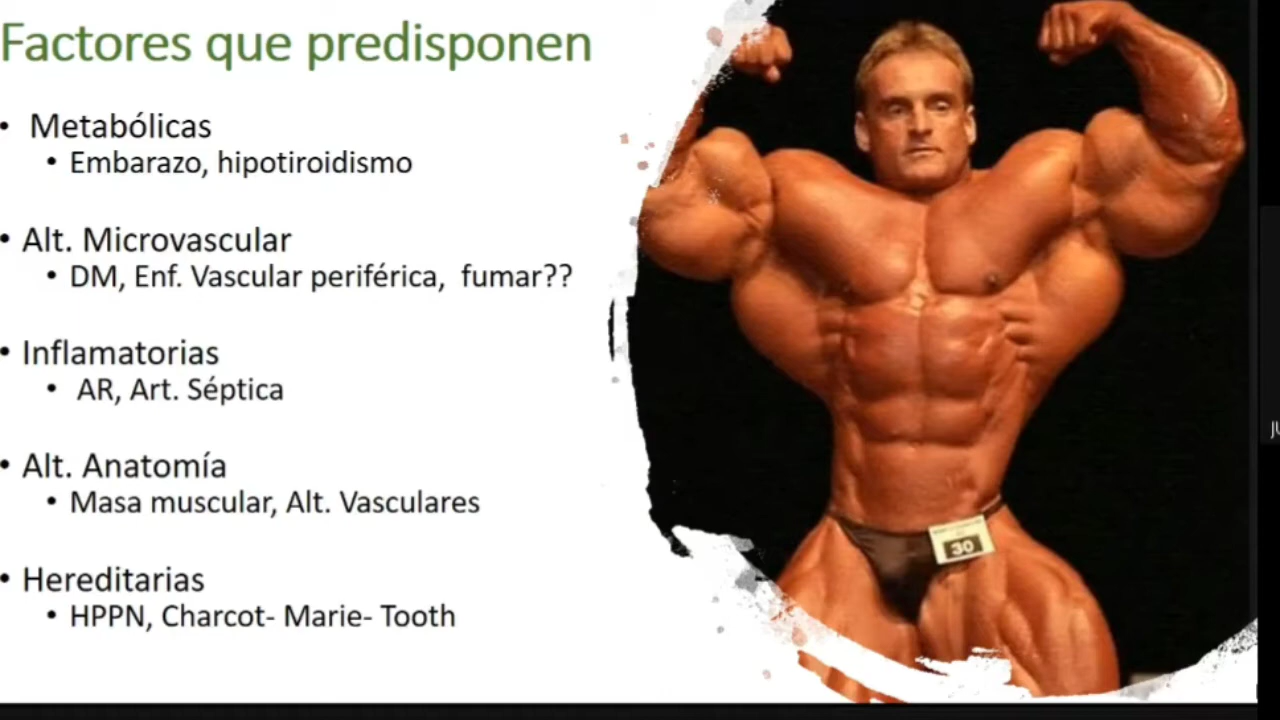 Factores que predisponen
• Metabólicas
• Embarazo, hipotiroidismo
• Alt. Microvascular
• DM, Enf. Vascular periférica, fumar??
• Inflamatorias
• AR, Art. Séptica
• Alt. Anatomía
• Masa muscular, Alt. Vasculares
• Hereditarias
• HPPN, Charcot- Marie- Tooth
30